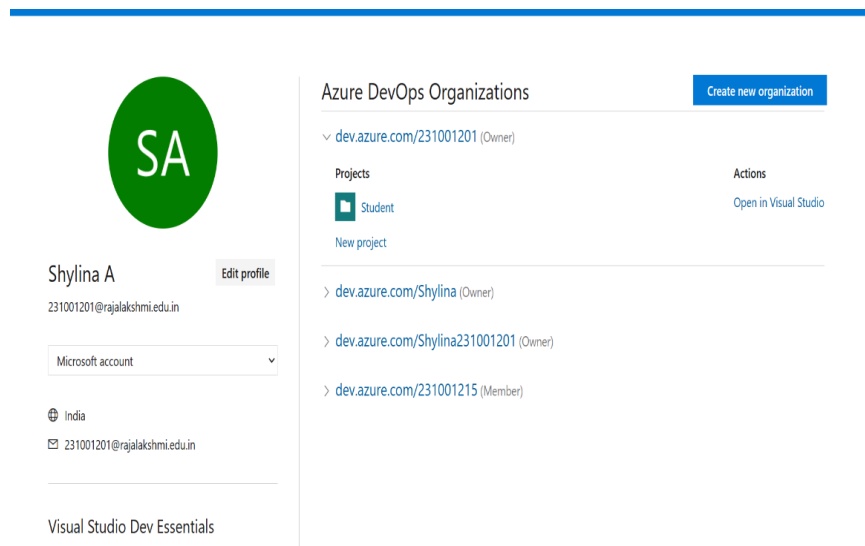 SA
Shylina A
Edit profile
231001201@rajalakshmi.edu.in
Microsoft account
India
231001201@rajalakshmi.edu.in
Visual Studio Dev Essentials
Azure DevOps Organizations
Create new organization
dev.azure.com/231001201 (Owner)
Projects
Actions
Student
Open in Visual Studio
New project
dev.azure.com/Shylina (Owner)
dev.azure.com/Shylina231001201 (Owner)
dev.azure.com/231001215 (Member)